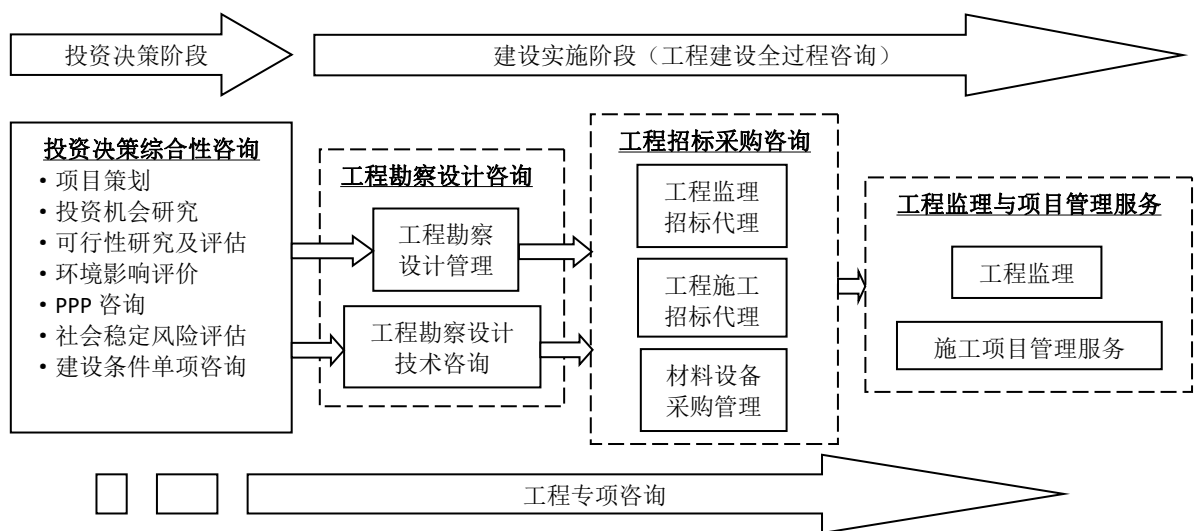 投资决策阶段
建设实施阶段（工程建设全过程咨询）
投资决策综合性咨询
•项目策划
•投资机会研究
•可行性研究及评估
•环境影响评价
•PPP 咨询
•社会稳定风险评估
•建设条件单项咨询
工程勘察设计咨询
工程勘察
设计管理
工程勘察设计
技术咨询
工程招标采购咨询
工程监理
招标代理
工程施工
招标代理
材料设备
采购管理
工程监理与项目管理服务
工程监理
施工项目管理服务
工程专项咨询